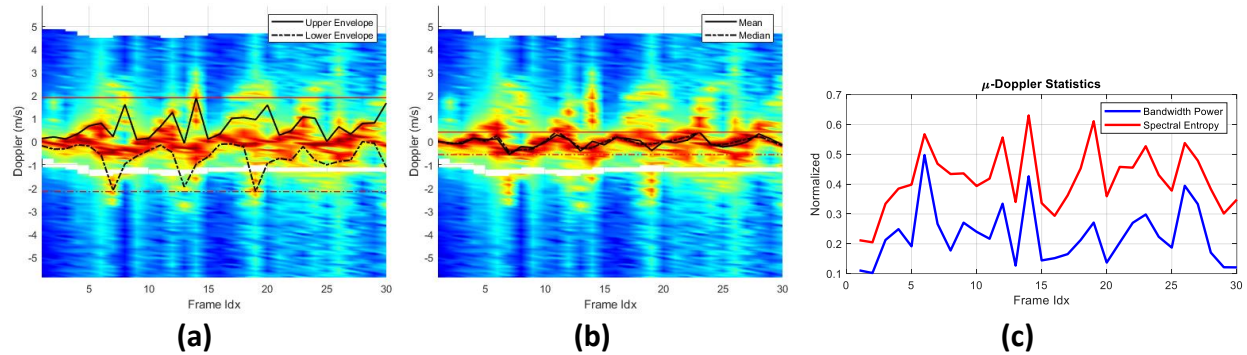 Upper Envelope
Lower Envelope
5
4
3
2
1
0
-1
-2
-3
-4
-5
Doppler (m/s)
5 10 15 20 25 30
Frame Idx
(a)
Mean
Median
5
4
3
2
1
0
-1
-2
-3
-4
-5
Doppler (m/s)
5 10 15 20 25 30
Frame Idx
(b)
μ-Doppler Statistics
Bandwidth Power
Spectral Entropy
0.7
0.6
0.5
0.4
0.3
0.2
0.1
Normalized
0 5 10 15 20 25 30
Frame Idx
(c)